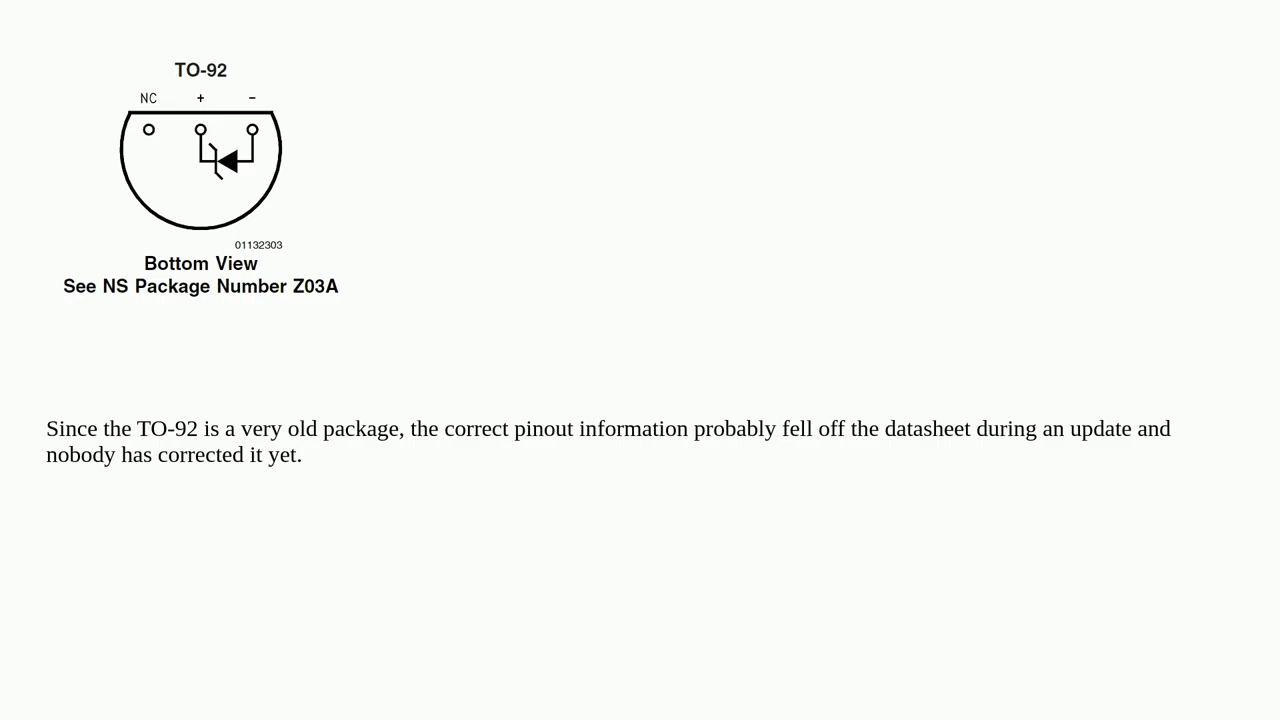 TO-92
NC + −
01132303
Bottom View
See NS Package Number Z03A
Since the TO-92 is a very old package, the correct pinout information probably fell off the datasheet during an update and
nobody has corrected it yet.